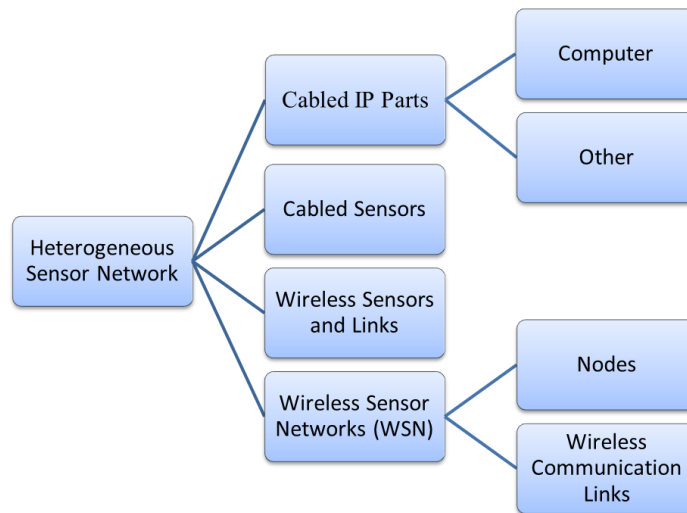 Heterogeneous
Sensor Network
Cabled IP Parts
Computer
Other
Cabled Sensors
Wireless Sensors
and Links
Wireless Sensor
Networks (WSN)
Nodes
Wireless
Communication
Links